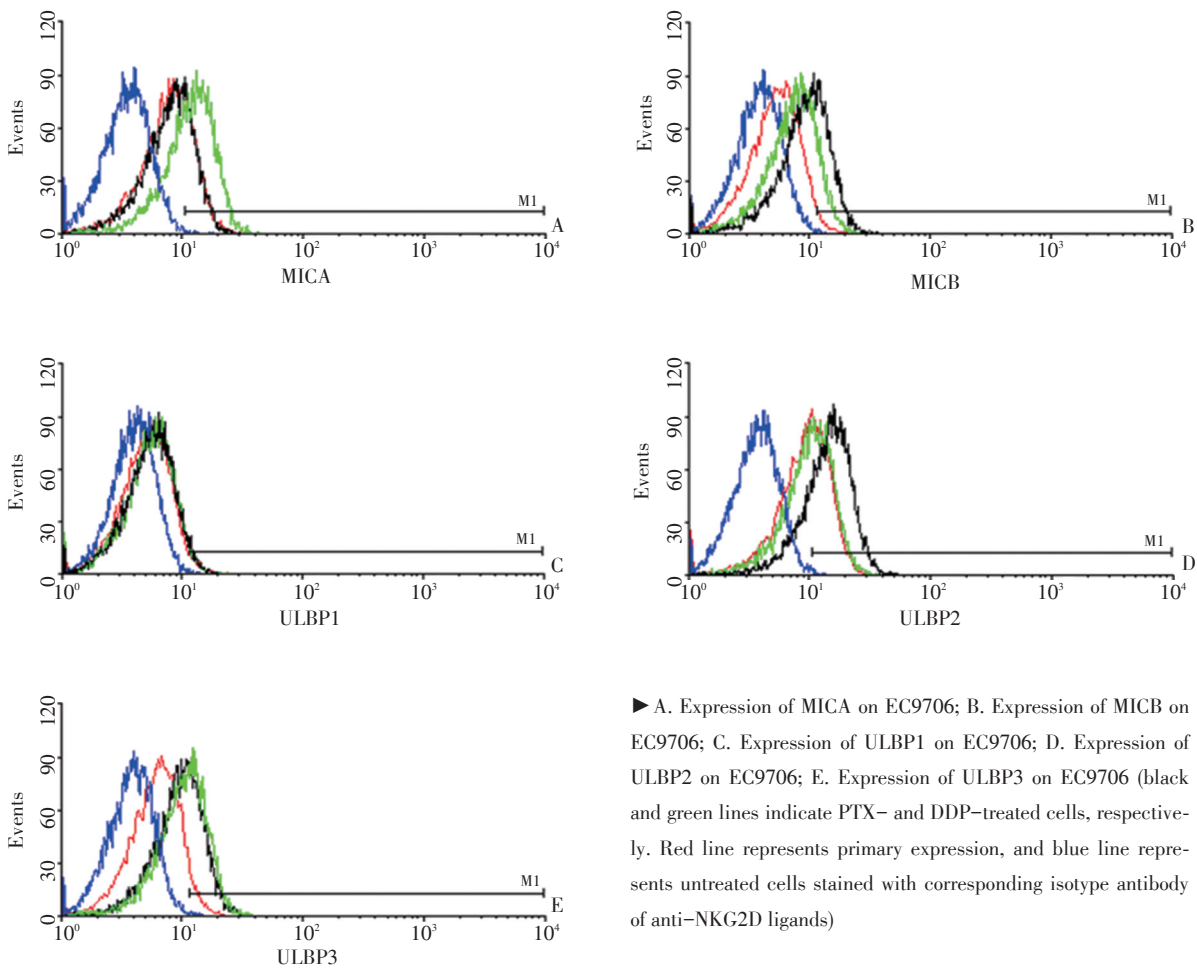 120
90
60
30
0
Events
M1
A
10⁰ 10¹ 10² 10³ 10⁴
MICA
120
90
60
30
0
Events
M1
B
10⁰ 10¹ 10² 10³ 10⁴
MICB
120
90
60
30
0
Events
M1
C
10⁰ 10¹ 10² 10³ 10⁴
ULBP1
120
90
60
30
0
Events
M1
D
10⁰ 10¹ 10² 10³ 10⁴
ULBP2
120
90
60
30
0
Events
M1
E
10⁰ 10¹ 10² 10³ 10⁴
ULBP3
►A. Expression of MICA on EC9706; B. Expression of MICB on
EC9706; C. Expression of ULBP1 on EC9706; D. Expression of
ULBP2 on EC9706; E. Expression of ULBP3 on EC9706 (black
and green lines indicate PTX- and DDP-treated cells, respective-
ly. Red line represents primary expression, and blue line repre-
sents untreated cells stained with corresponding isotype antibody
of anti-NKG2D ligands)